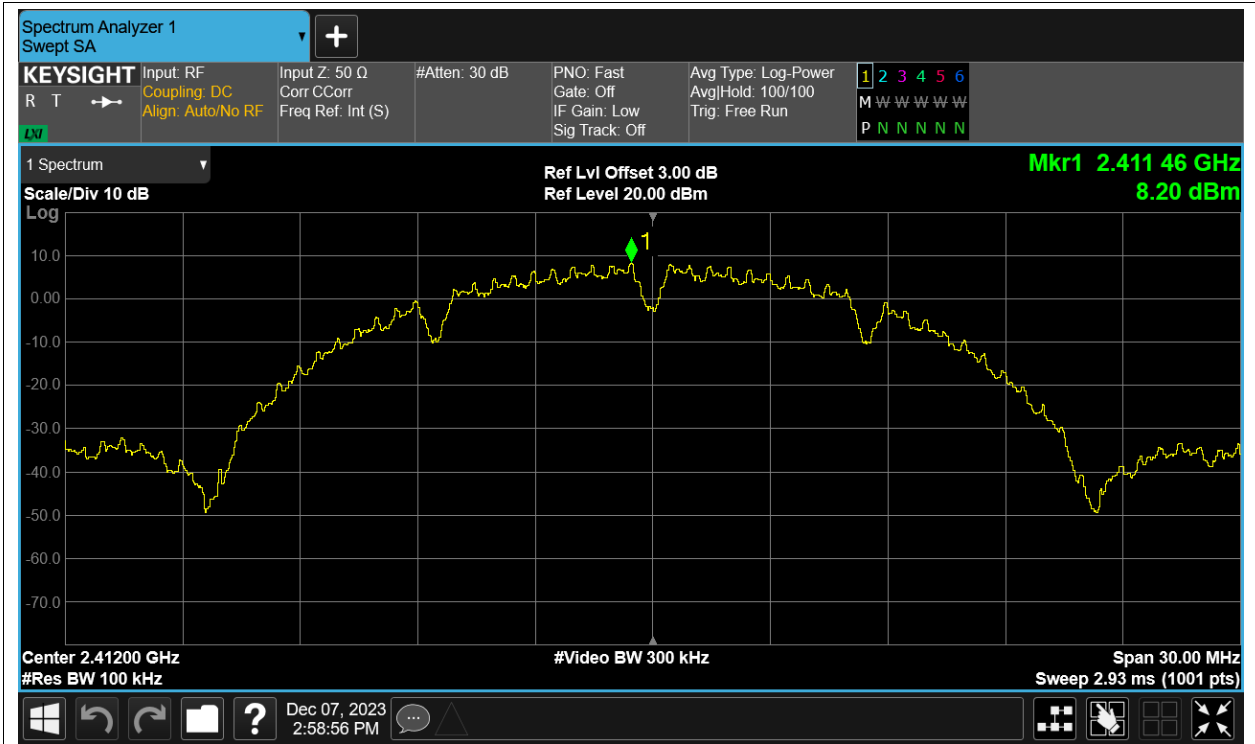 Spectrum Analyzer 1
Swept SA
KEYSIGHT
R T
LXI
Input: RF
Coupling: DC
Align: Auto/No RF
Input Z: 50 Ω
Corr CCorr
Freq Ref: Int (S)
#Atten: 30 dB
PNO: Fast
Gate: Off
IF Gain: Low
Sig Track: Off
Avg Type: Log-Power
Avg|Hold: 100/100
Trig: Free Run
1 2 3 4 5 6
M W W W W W
P N N N N N
1 Spectrum
Scale/Div 10 dB
Log
Ref Lvl Offset 3.00 dB
Ref Level 20.00 dBm
Mkr1 2.411 46 GHz
8.20 dBm
1
10.0
0.00
-10.0
-20.0
-30.0
-40.0
-50.0
-60.0
-70.0
Center 2.41200 GHz
#Res BW 100 kHz
#Video BW 300 kHz
Span 30.00 MHz
Sweep 2.93 ms (1001 pts)
?
Dec 07, 2023
2:58:56 PM